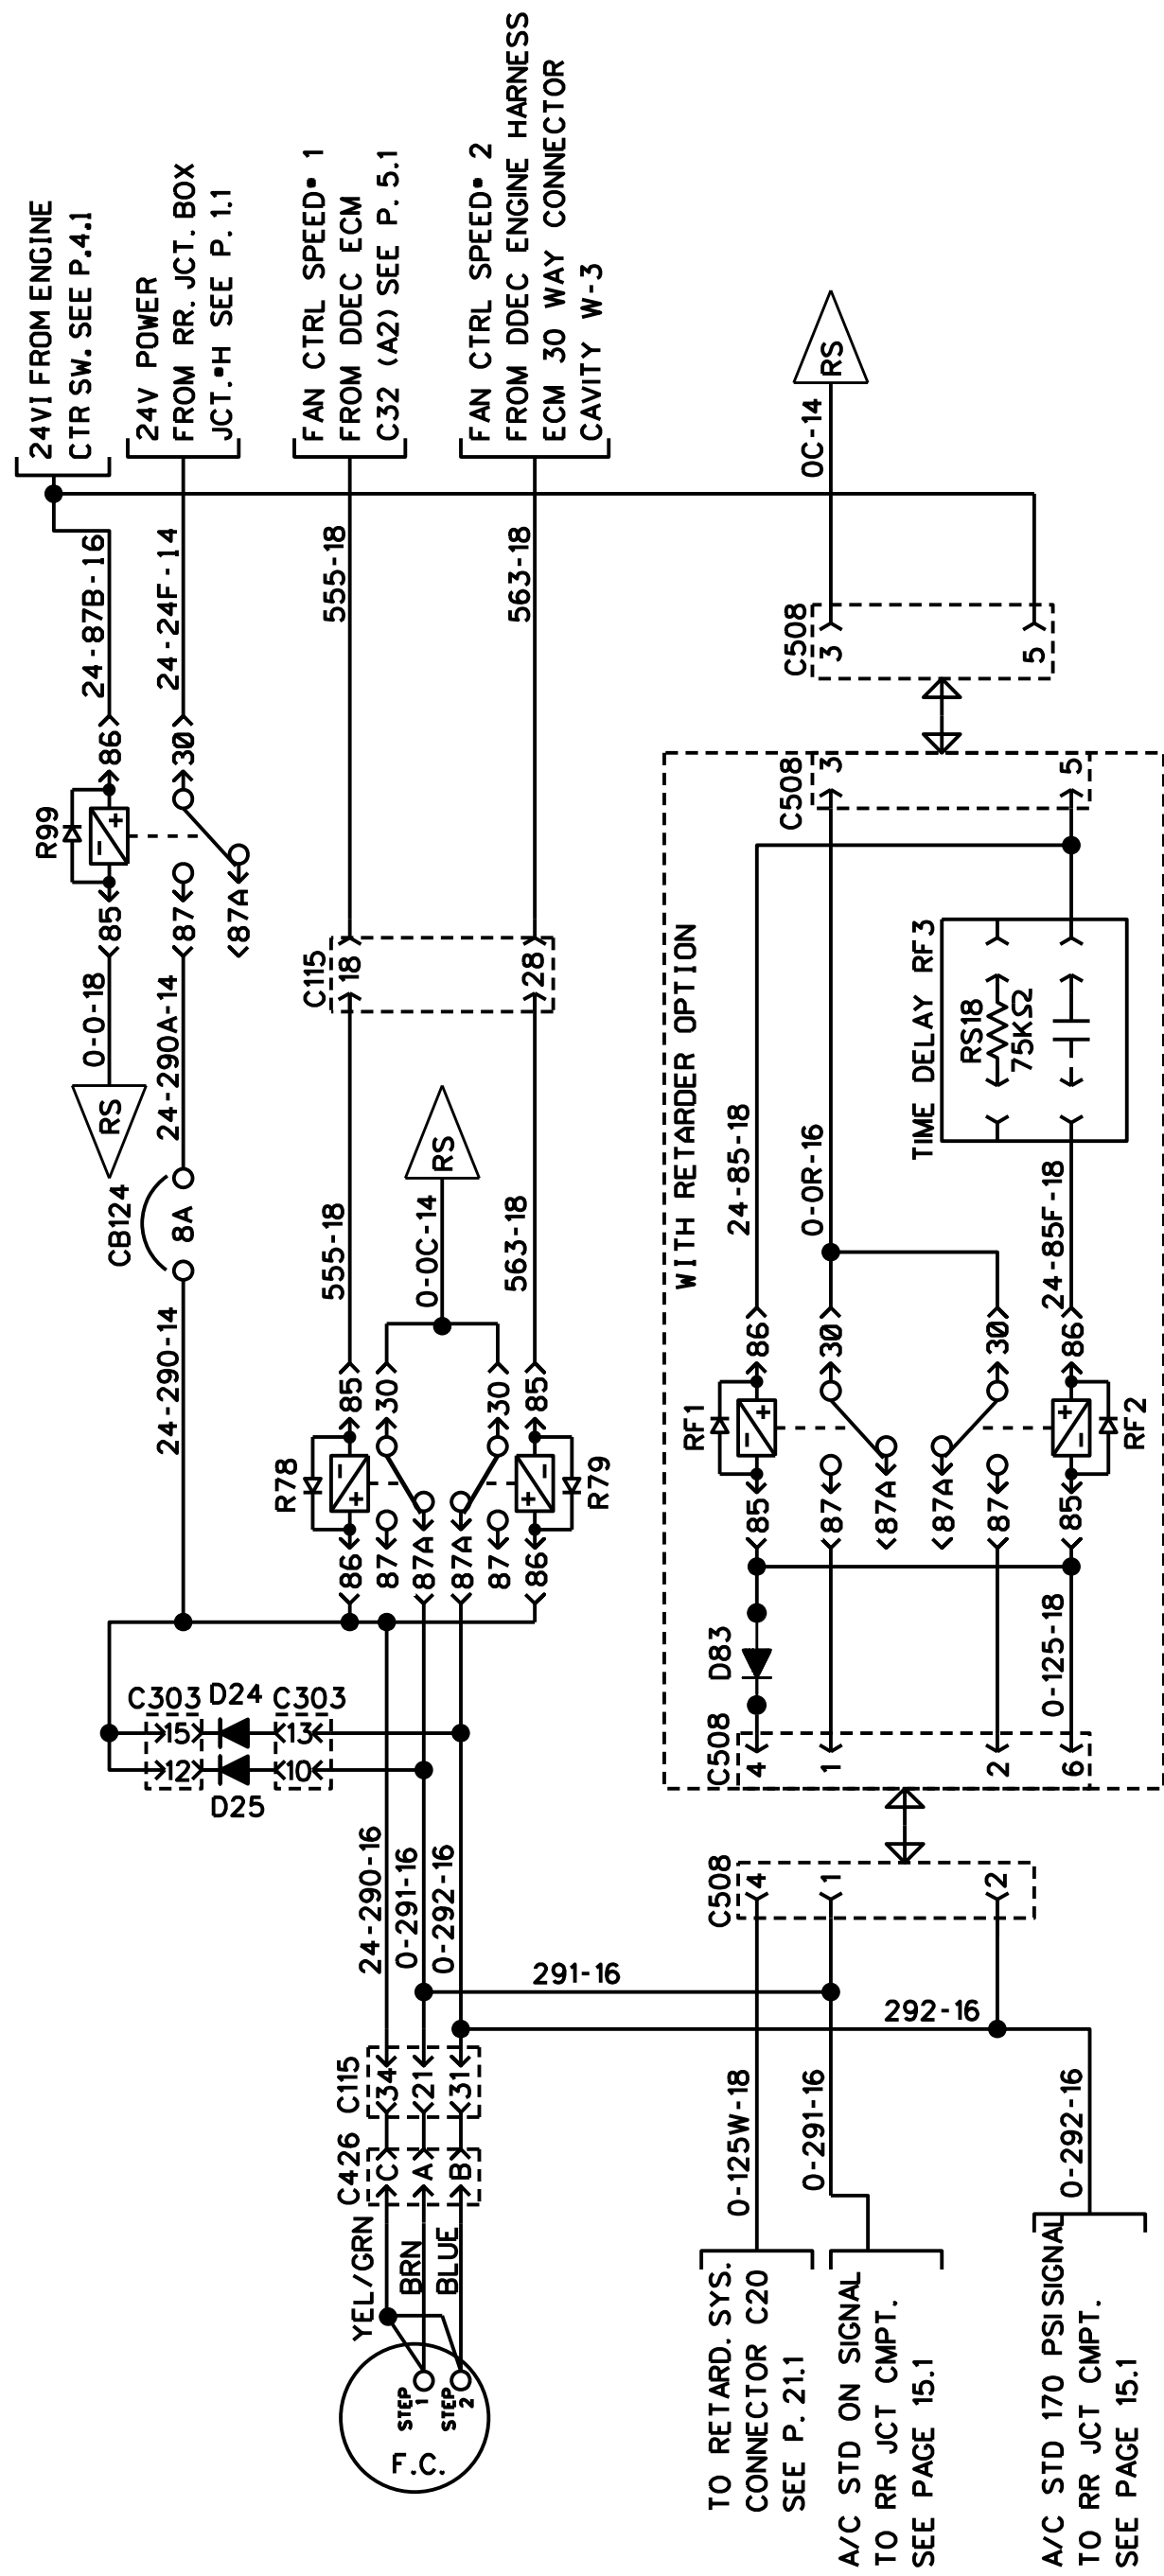 24VI FROM ENGINE
CTR SW. SEE P.4.1
24V POWER
FROM RR. JCT. BOX
JCT.•H SEE P. 1.1
FAN CTRL SPEED• 1
FROM DDEC ECM
C32 (A2) SEE P. 5.1
FAN CTRL SPEED• 2
FROM DDEC ENGINE HARNESS
ECM 30 WAY CONNECTOR
CAVITY W-3
RS
0C-14
24-87B-16
24-24F-14
555-18
563-18
C508
3
5
R99
86
85
30
87
87A
0-0-18
RS
24-290A-14
CB124
8A
24-290-14
C115
18
28
555-18
0-0C-14
RS
563-18
R78
85
30
86
87
87A
R79
30
85
87A
87
86
C303
D24
C303
15
13
12
10
D25
24-290-16
0-291-16
0-292-16
291-16
292-16
C115
34
21
31
C426
C
A
B
YEL/GRN
BRN
BLUE
STEP
1
STEP
2
F.C.
WITH RETARDER OPTION
C508
3
5
TIME DELAY RF3
RS18
75KΩ
24-85-18
0-0R-16
24-85F-18
RF1
86
30
85
87
87A
RF2
30
86
87A
87
85
D83
0-125-18
C508
4
1
2
6
C508
4
1
2
0-125W-18
0-291-16
0-292-16
TO RETARD. SYS.
CONNECTOR C20
SEE P. 21.1
A/C STD ON SIGNAL
TO RR JCT CMPT.
SEE PAGE 15.1
A/C STD 170 PSI SIGNAL
TO RR JCT CMPT.
SEE PAGE 15.1